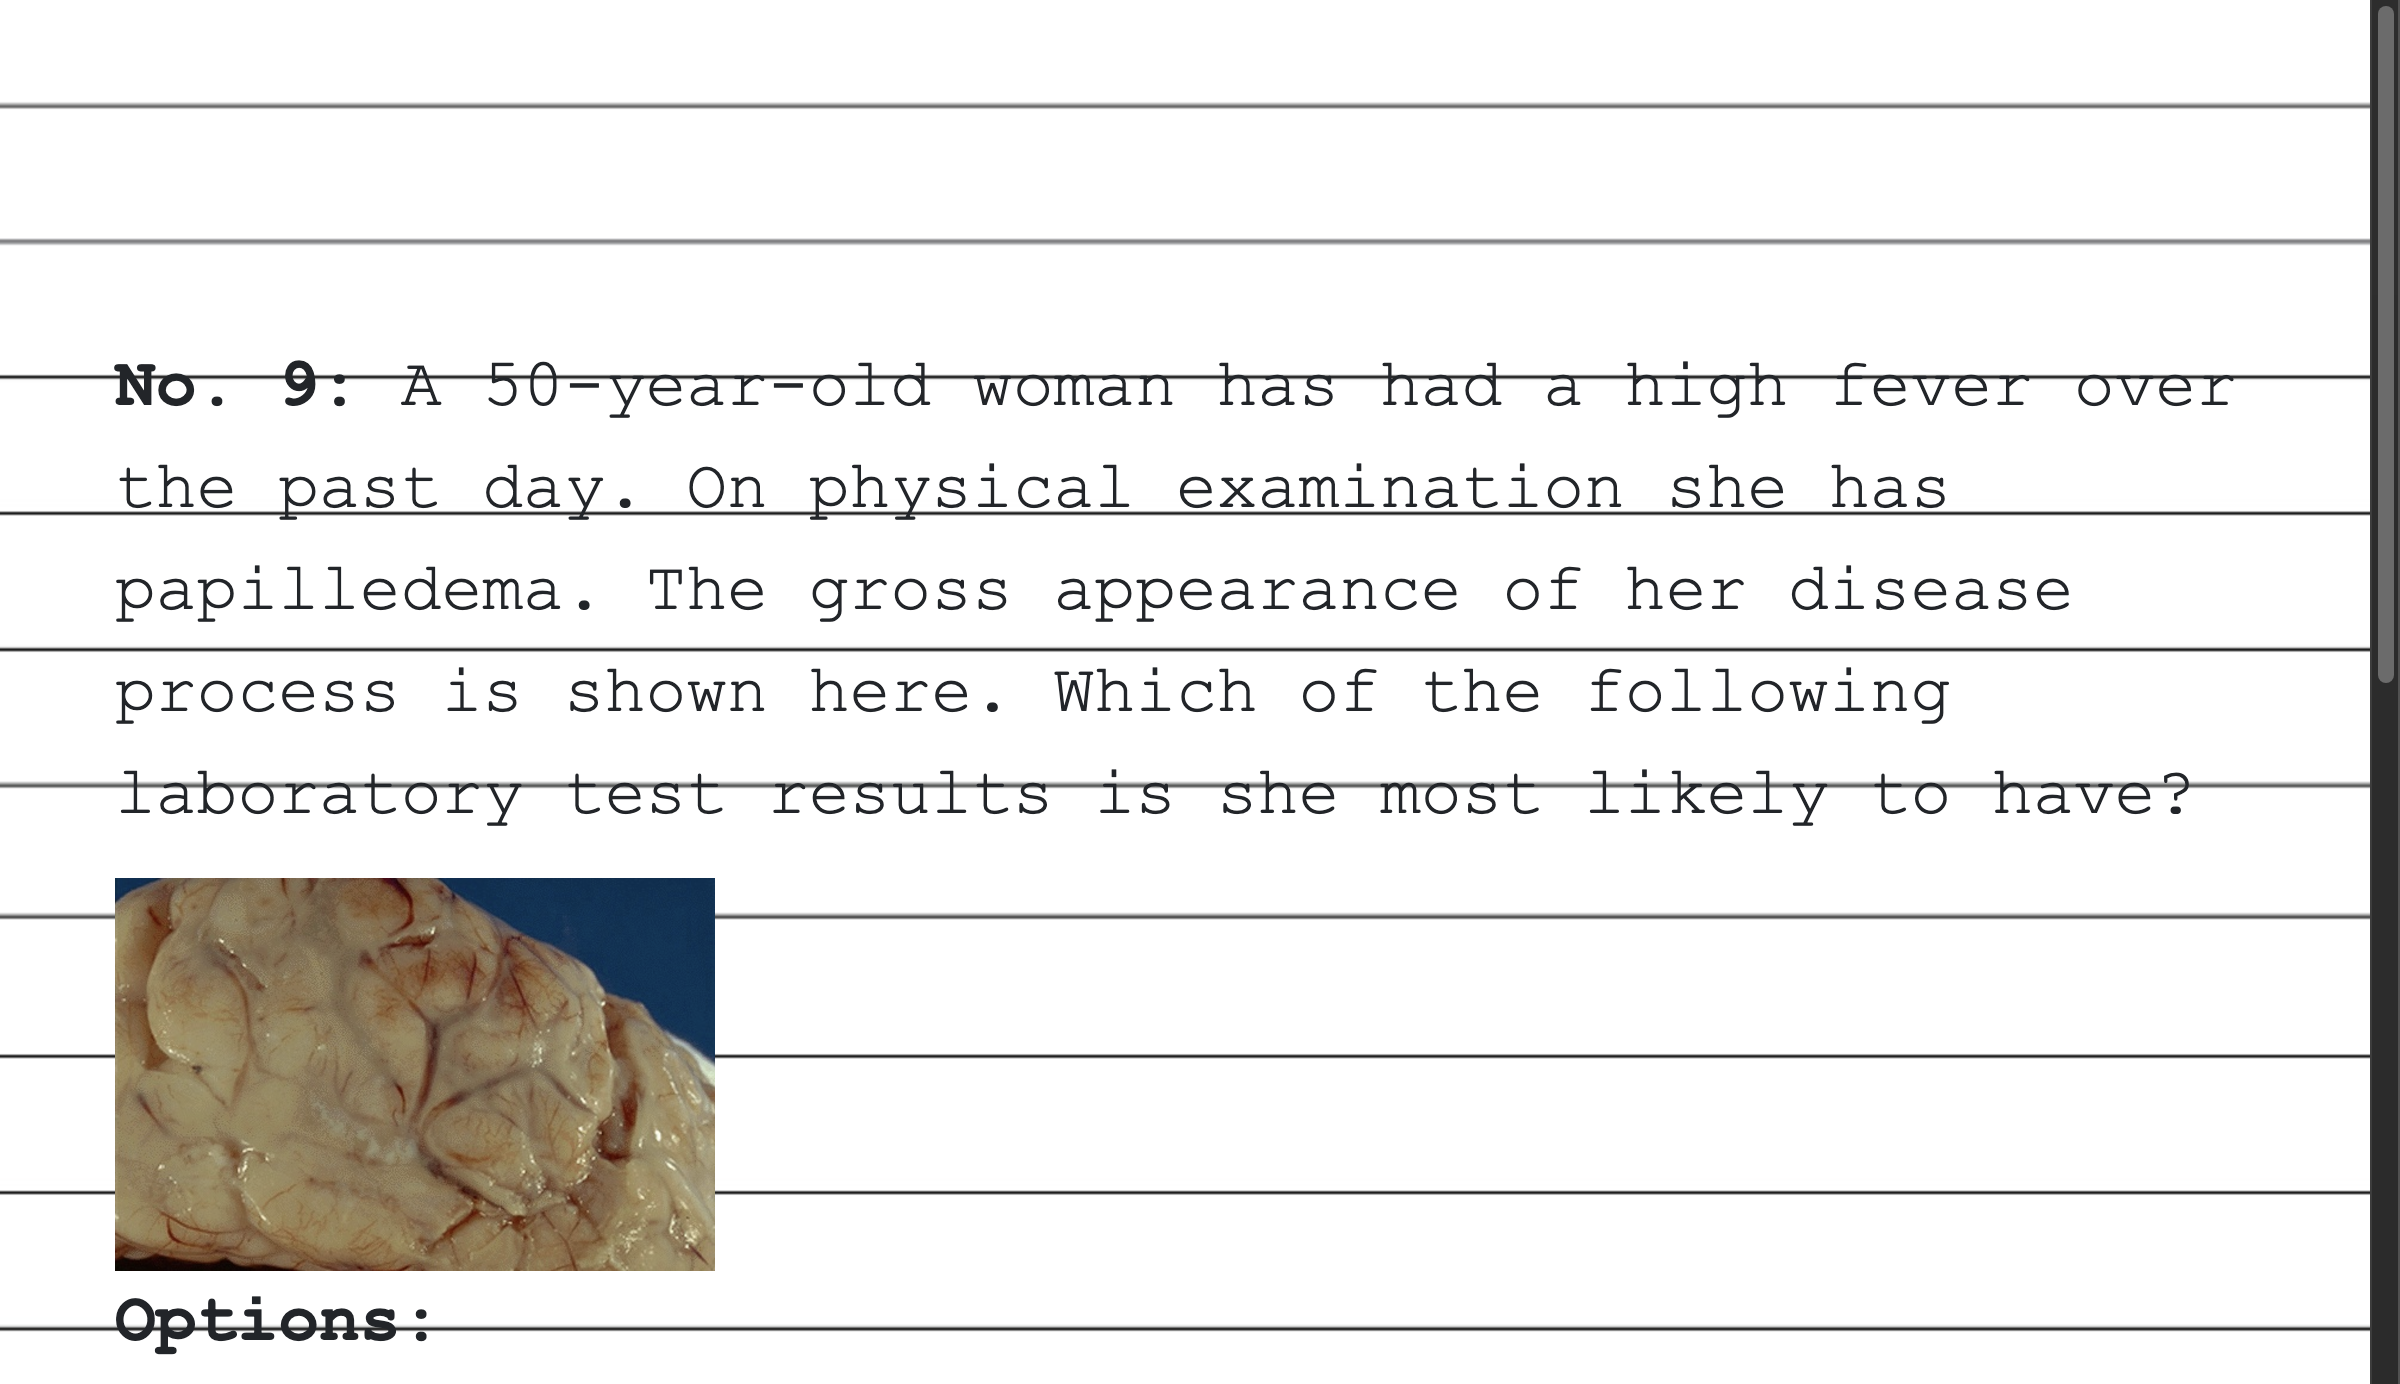 No. 9: A 50-year-old woman has had a high fever over
the past day. On physical examination she has
papilledema. The gross appearance of her disease
process is shown here. Which of the following
laboratory test results is she most likely to have?
Options: